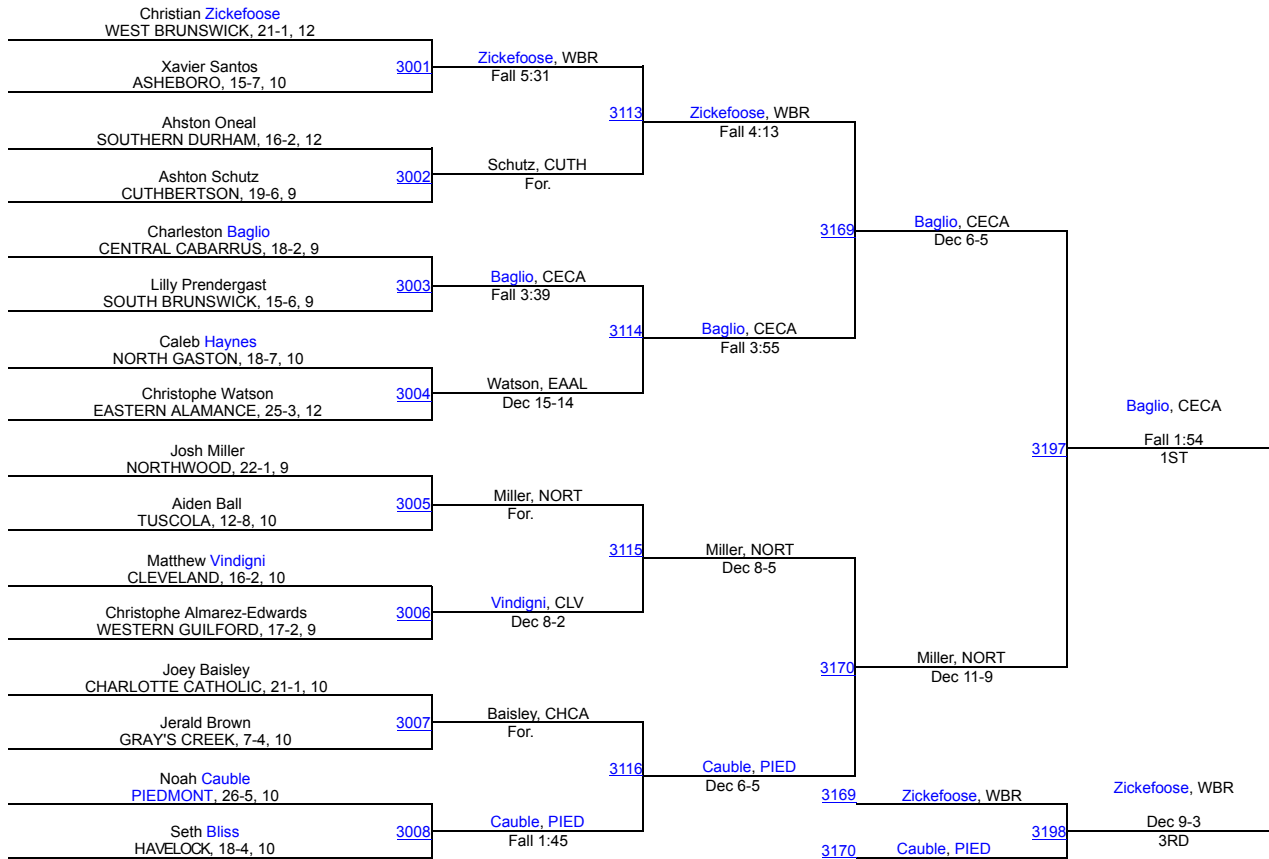 Christian Zickefoose
WEST BRUNSWICK, 21-1, 12
Xavier Santos
ASHEBORO, 15-7, 10
Ahston Oneal
SOUTHERN DURHAM, 16-2, 12
Ashton Schutz
CUTHBERTSON, 19-6, 9
Charleston Baglio
CENTRAL CABARRUS, 18-2, 9
Lilly Prendergast
SOUTH BRUNSWICK, 15-6, 9
Caleb Haynes
NORTH GASTON, 18-7, 10
Christophe Watson
EASTERN ALAMANCE, 25-3, 12
Josh Miller
NORTHWOOD, 22-1, 9
Aiden Ball
TUSCOLA, 12-8, 10
Matthew Vindigni
CLEVELAND, 16-2, 10
Christophe Almarez-Edwards
WESTERN GUILFORD, 17-2, 9
Joey Baisley
CHARLOTTE CATHOLIC, 21-1, 10
Jerald Brown
GRAY'S CREEK, 7-4, 10
Noah Cauble
PIEDMONT, 26-5, 10
Seth Bliss
HAVELOCK, 18-4, 10
3001
3002
3003
3004
3005
3006
3007
3008
Zickefoose, WBR
Fall 5:31
Schutz, CUTH
For.
Baglio, CECA
Fall 3:39
Watson, EAAL
Dec 15-14
Miller, NORT
For.
Vindigni, CLV
Dec 8-2
Baisley, CHCA
For.
Cauble, PIED
Fall 1:45
3113
3114
3115
3116
Zickefoose, WBR
Fall 4:13
Baglio, CECA
Fall 3:55
Miller, NORT
Dec 8-5
Cauble, PIED
Dec 6-5
3169
3170
Baglio, CECA
Dec 6-5
Miller, NORT
Dec 11-9
3197
Baglio, CECA
Fall 1:54
1ST
3169
Zickefoose, WBR
3170
Cauble, PIED
3198
Zickefoose, WBR
Dec 9-3
3RD